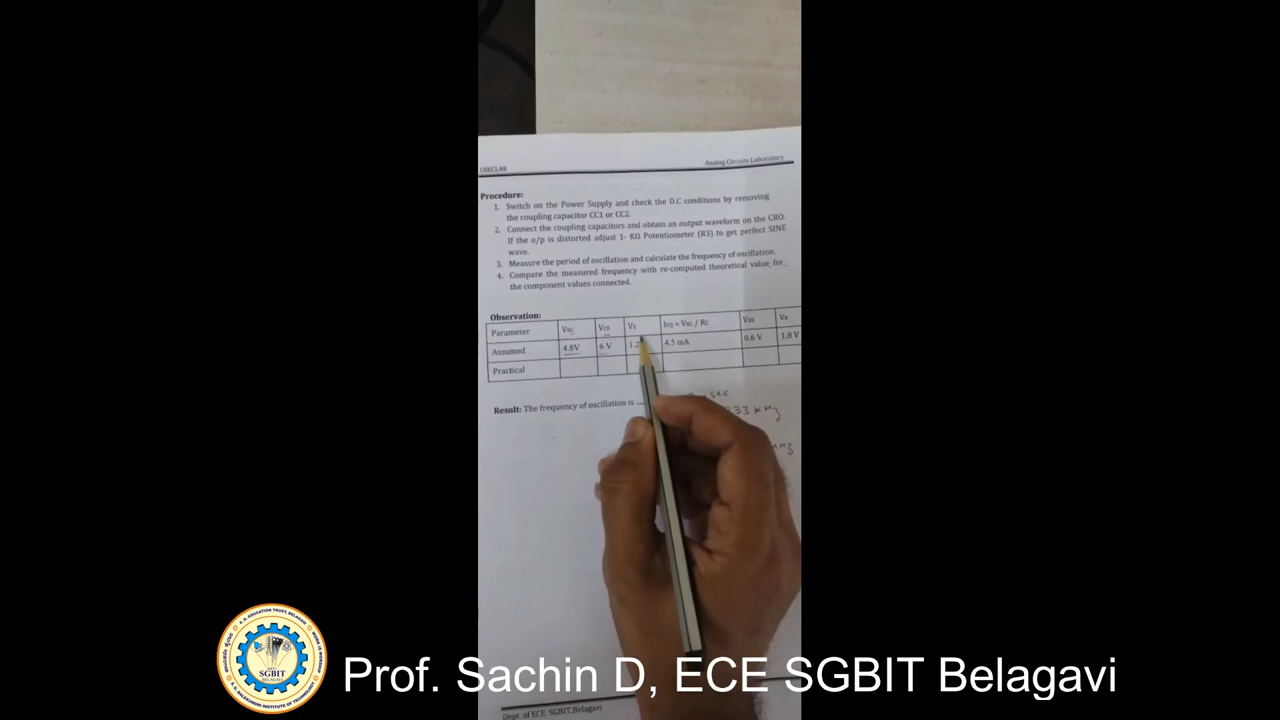 18ECL48 Analog Circuits Laboratory
Procedure:
1. Switch on the Power Supply and check the D.C conditions by removing
the coupling capacitor CC1 or CC2.
2. Connect the coupling capacitors and obtain an output waveform on the CRO.
If the o/p is distorted adjust 1- KΩ Potentiometer (R3) to get perfect SINE
wave.
3. Measure the period of oscillation and calculate the frequency of oscillation.
4. Compare the measured frequency with re-computed theoretical value for
the component values connected.
Observation:
Parameter VRC VCE VE ICQ = VRC / RC VBE VB
Assumed 4.8V 6 V 4.5 mA 0.6 V 1.8 V
Practical
Result: The frequency of oscillation is
sec
SGBIT
BELAGAVI
Prof. Sachin D, ECE SGBIT Belagavi
Dept. of ECE. SGBIT,Belagavi